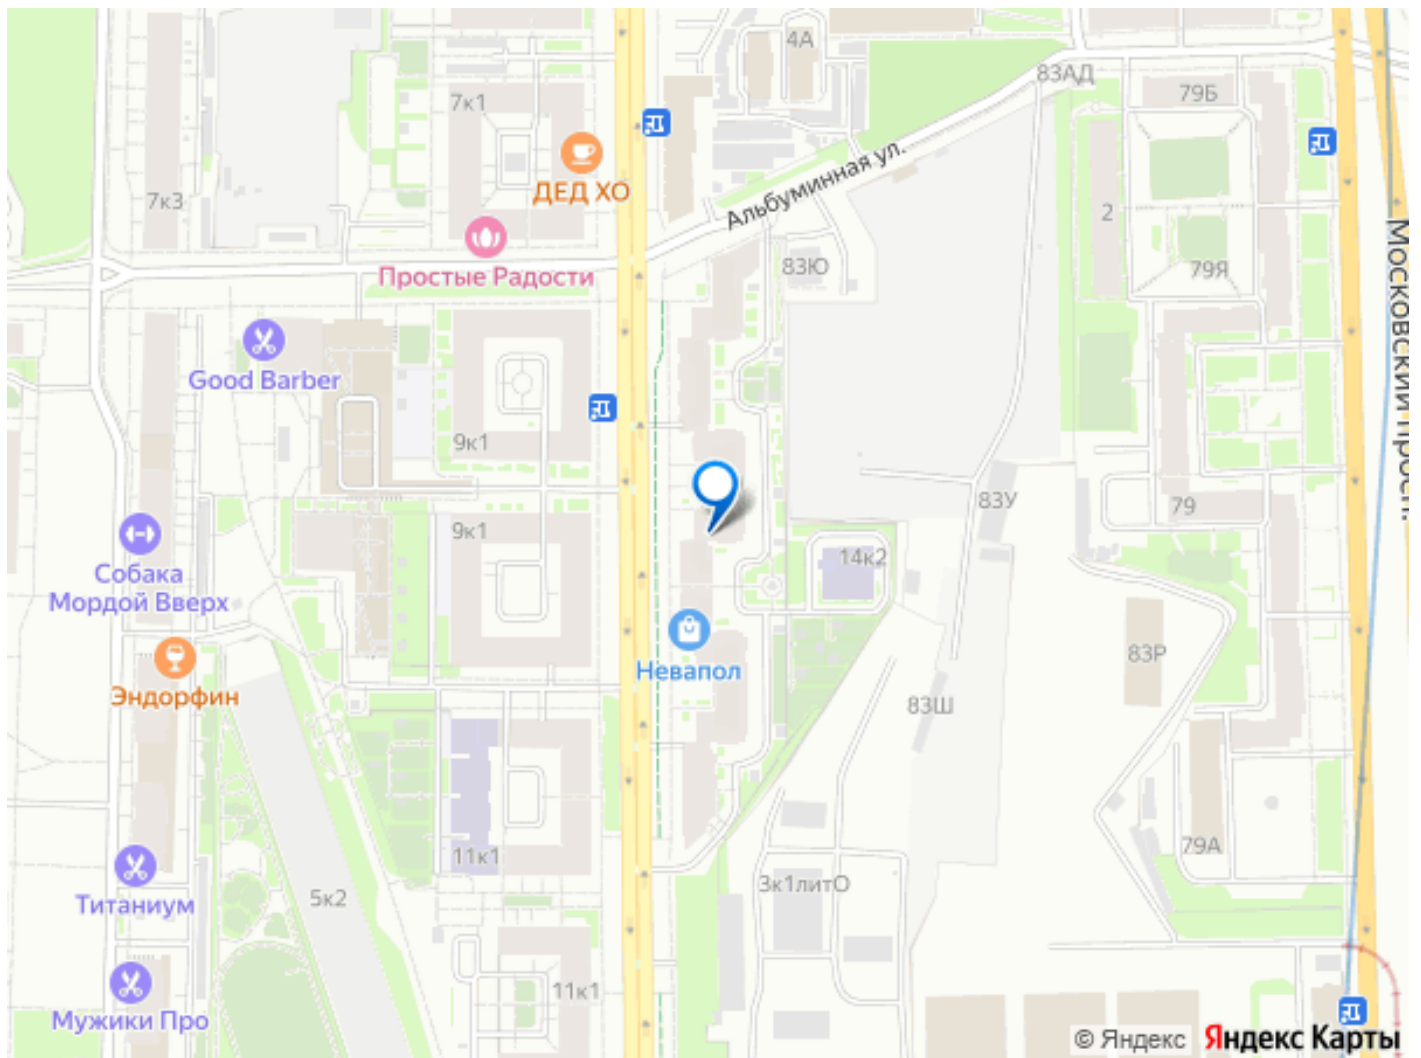 4А
83АД
79Б
7к1
ДЕД ХО
Альбуминная ул.
7к3
2
Московский просп.
83Ю
79Я
Простые Радости
Good Barber
9к1
83У
79
9к1
14к2
Собака
Мордой Вверх
Невапол
83Р
Эндорфин
83Ш
11к1
79А
3к1литО
5к2
Титаниум
11к1
Мужики Про
© Яндекс Яндекс Карты